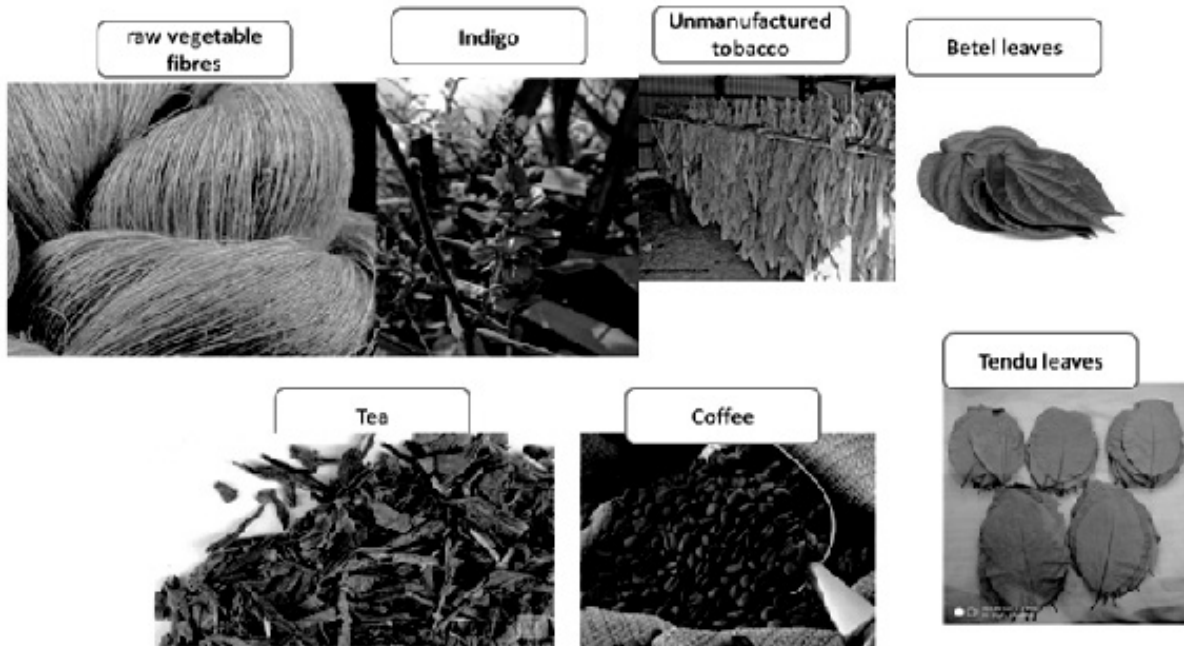 raw vegetable
fibres
Indigo
Unmanufactured
tobacco
Betel leaves
Tendu leaves
Tea
Coffee